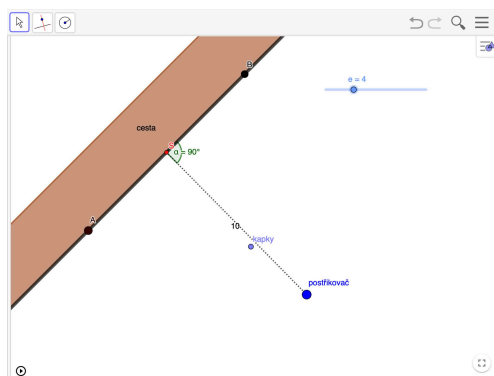 e = 4
B
cesta
α = 90°
A
10
kapky
postřikovač